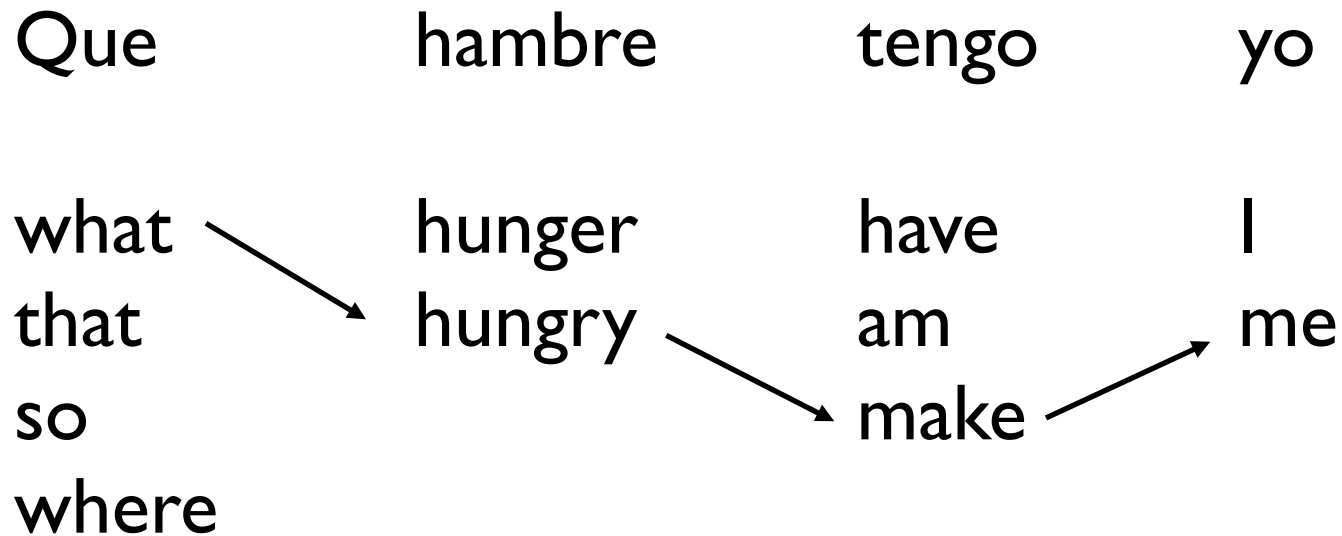 Que hambre tengo yo
what hunger have I
that hungry am me
so make
where